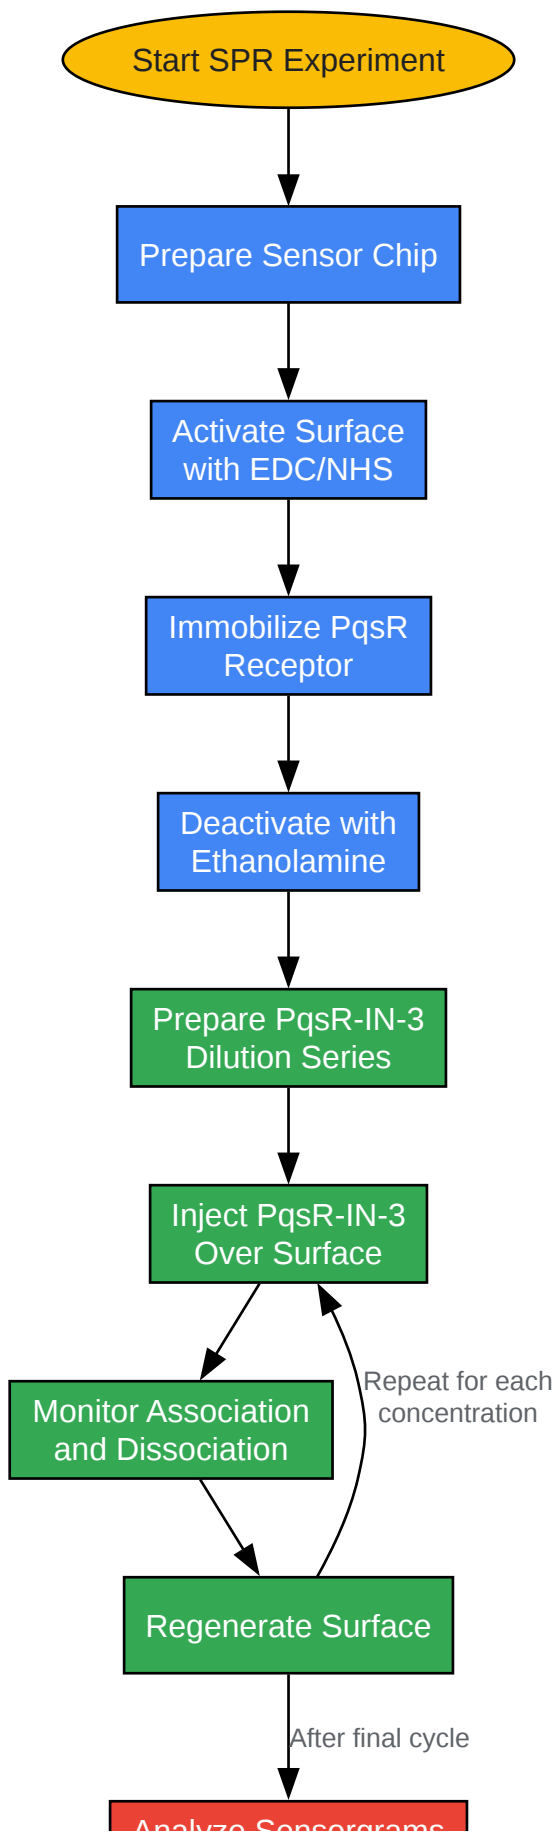 Start SPR Experiment
Prepare Sensor Chip
Activate Surface
with EDC/NHS
Immobilize PqsR
Receptor
Deactivate with
Ethanolamine
Prepare PqsR-IN-3
Dilution Series
Inject PqsR-IN-3
Over Surface
Repeat for each
concentration
Monitor Association
and Dissociation
Regenerate Surface
After final cycle
Analyze Sensorgrams